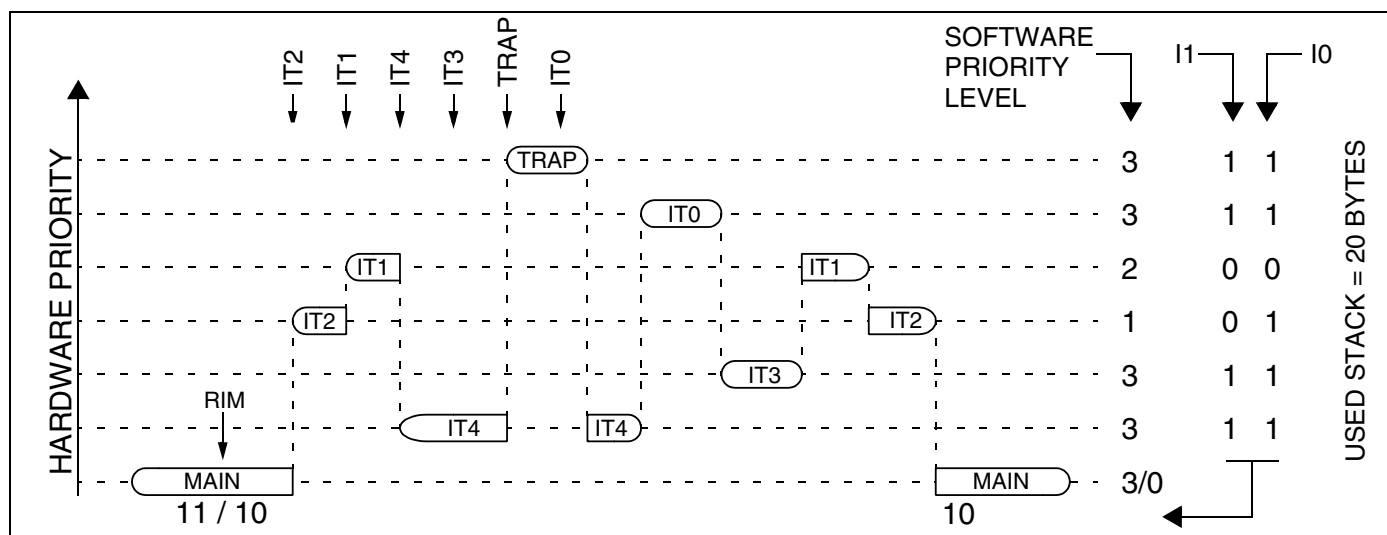 IT2
IT1
IT4
IT3
TRAP
IT0
SOFTWARE
PRIORITY
LEVEL
I1
I0
HARDWARE PRIORITY
USED STACK = 20 BYTES
TRAP
3 1 1
IT0
3 1 1
IT1
IT1
2 0 0
IT2
IT2
1 0 1
IT3
3 1 1
RIM
IT4
IT4
3 1 1
MAIN
MAIN
3/0
11 / 10
10